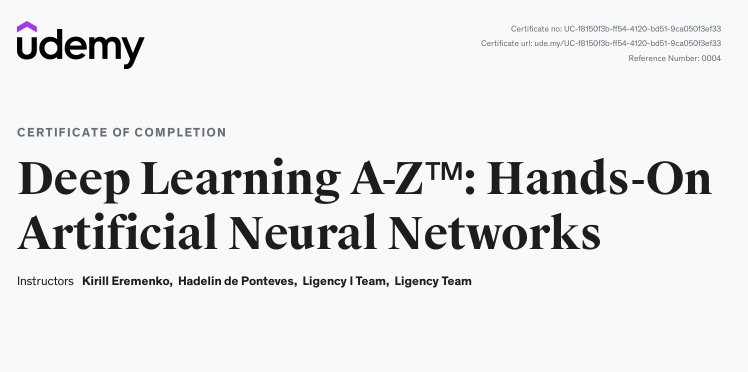 udemy
Certificate no: UC-f8150f3b-ff54-4120-bd51-9ca050f3ef33
Certificate url: ude.my/UC-f8150f3b-ff54-4120-bd51-9ca050f3ef33
Reference Number: 0004
CERTIFICATE OF COMPLETION
Deep Learning A-Z™: Hands-On
Artificial Neural Networks
Instructors Kirill Eremenko, Hadelin de Ponteves, Ligency I Team, Ligency Team